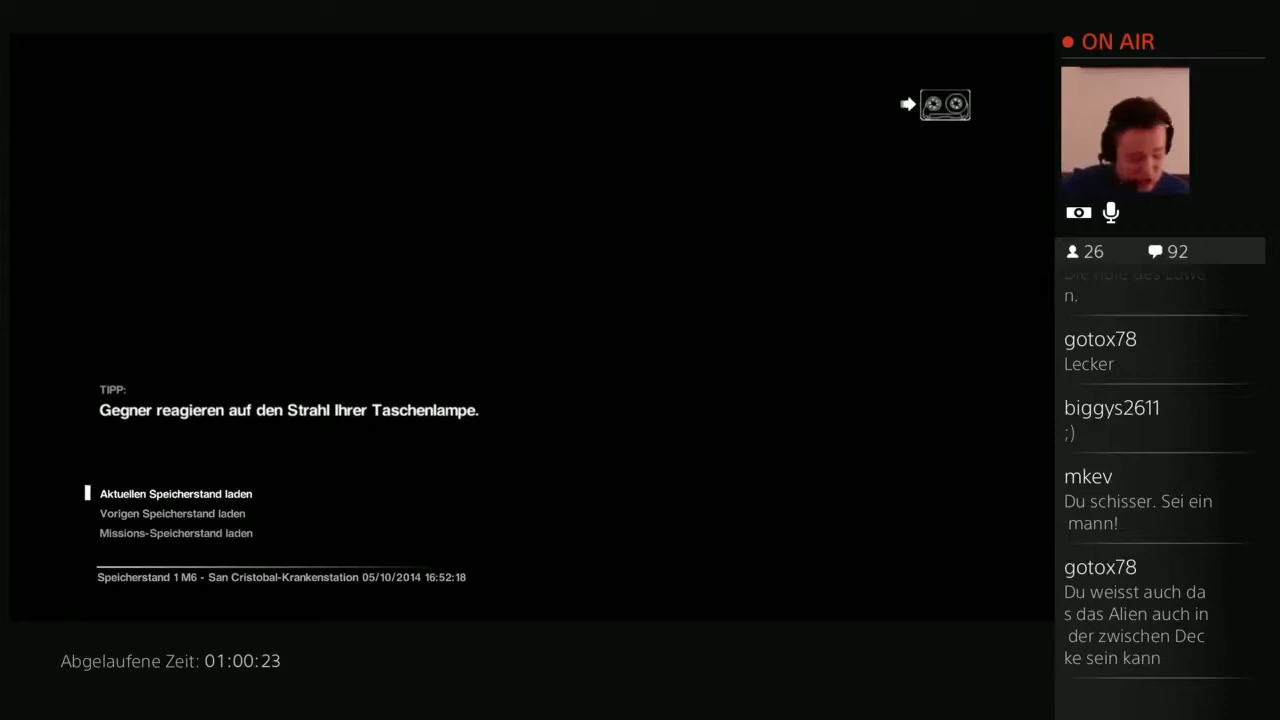 ON AIR
26 92
n.
gotox78
Lecker
biggys2611
;)
mkev
Du schisser. Sei ein
mann!
gotox78
Du weisst auch da
s das Alien auch in
der zwischen Dec
ke sein kann
TIPP:
Gegner reagieren auf den Strahl Ihrer Taschenlampe.
Aktuellen Speicherstand laden
Vorigen Speicherstand laden
Missions-Speicherstand laden
Speicherstand 1 M6 - San Cristobal-Krankenstation 05/10/2014 16:52:18
Abgelaufene Zeit: 01:00:23